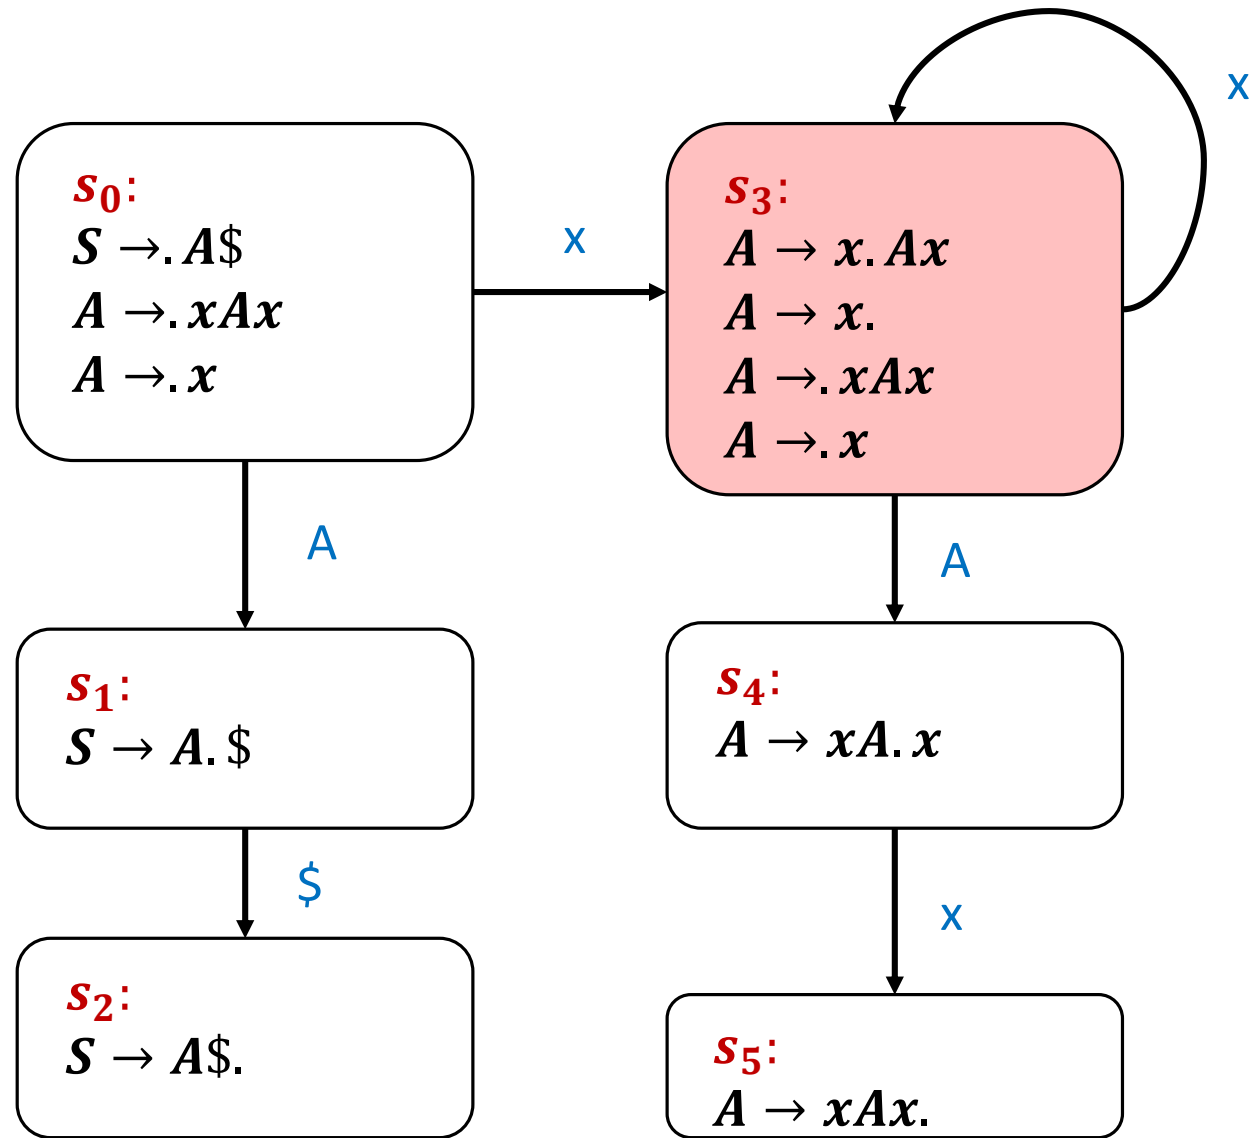 s₀:
S →. A$
A →. xAx
A →. x
x
s₃:
A → x. Ax
A → x.
A →. xAx
A →. x
x
A
A
s₁:
S → A. $
s₄:
A → xA. x
$
x
s₂:
S → A$.
s₅:
A → xAx.